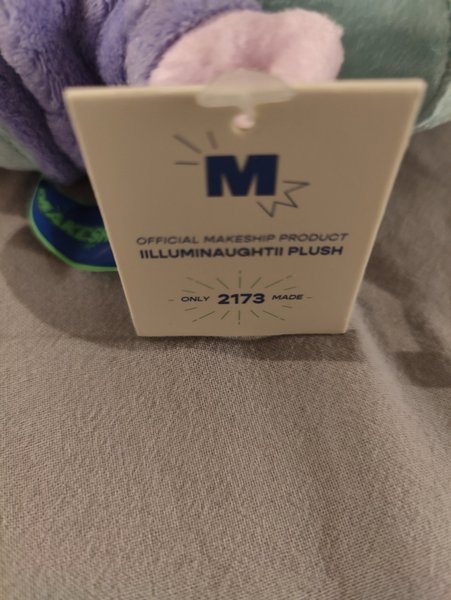 M
OFFICIAL MAKESHIP PRODUCT
IILLUMINAUGHTII PLUSH
ONLY 2173 MADE